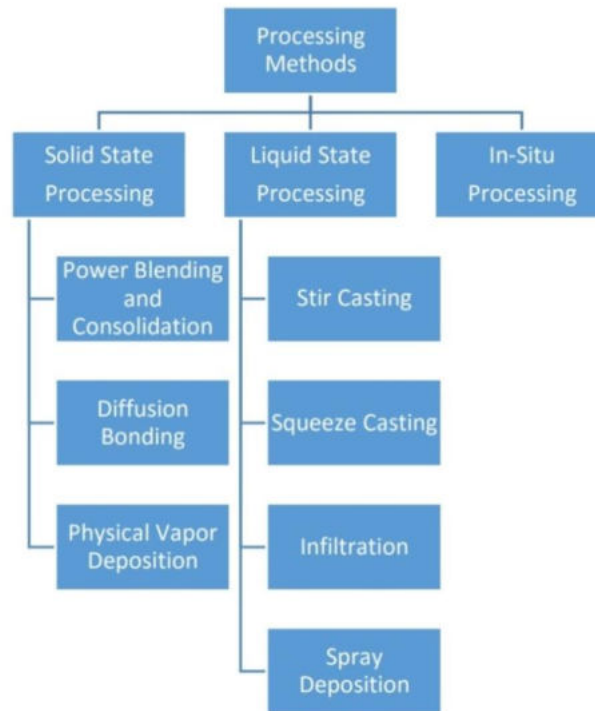 Processing
Methods
Solid State
Processing
Liquid State
Processing
In-Situ
Processing
Power Blending
and
Consolidation
Diffusion
Bonding
Physical Vapor
Deposition
Stir Casting
Squeeze Casting
Infiltration
Spray
Deposition